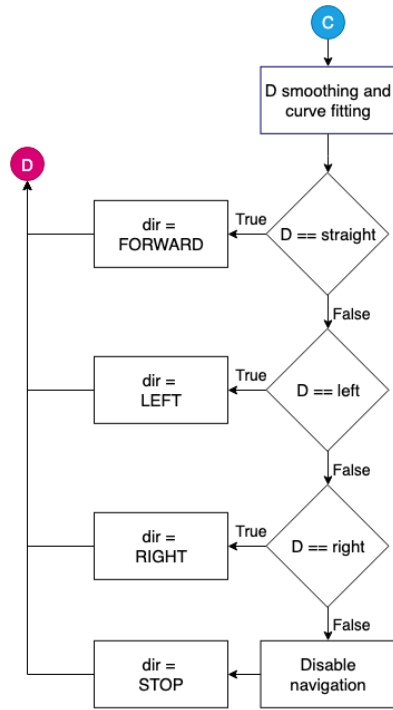 C
D smoothing and
curve fitting
D
dir =
FORWARD
True
D == straight
False
dir =
LEFT
True
D == left
False
dir =
RIGHT
True
D == right
False
dir =
STOP
Disable
navigation